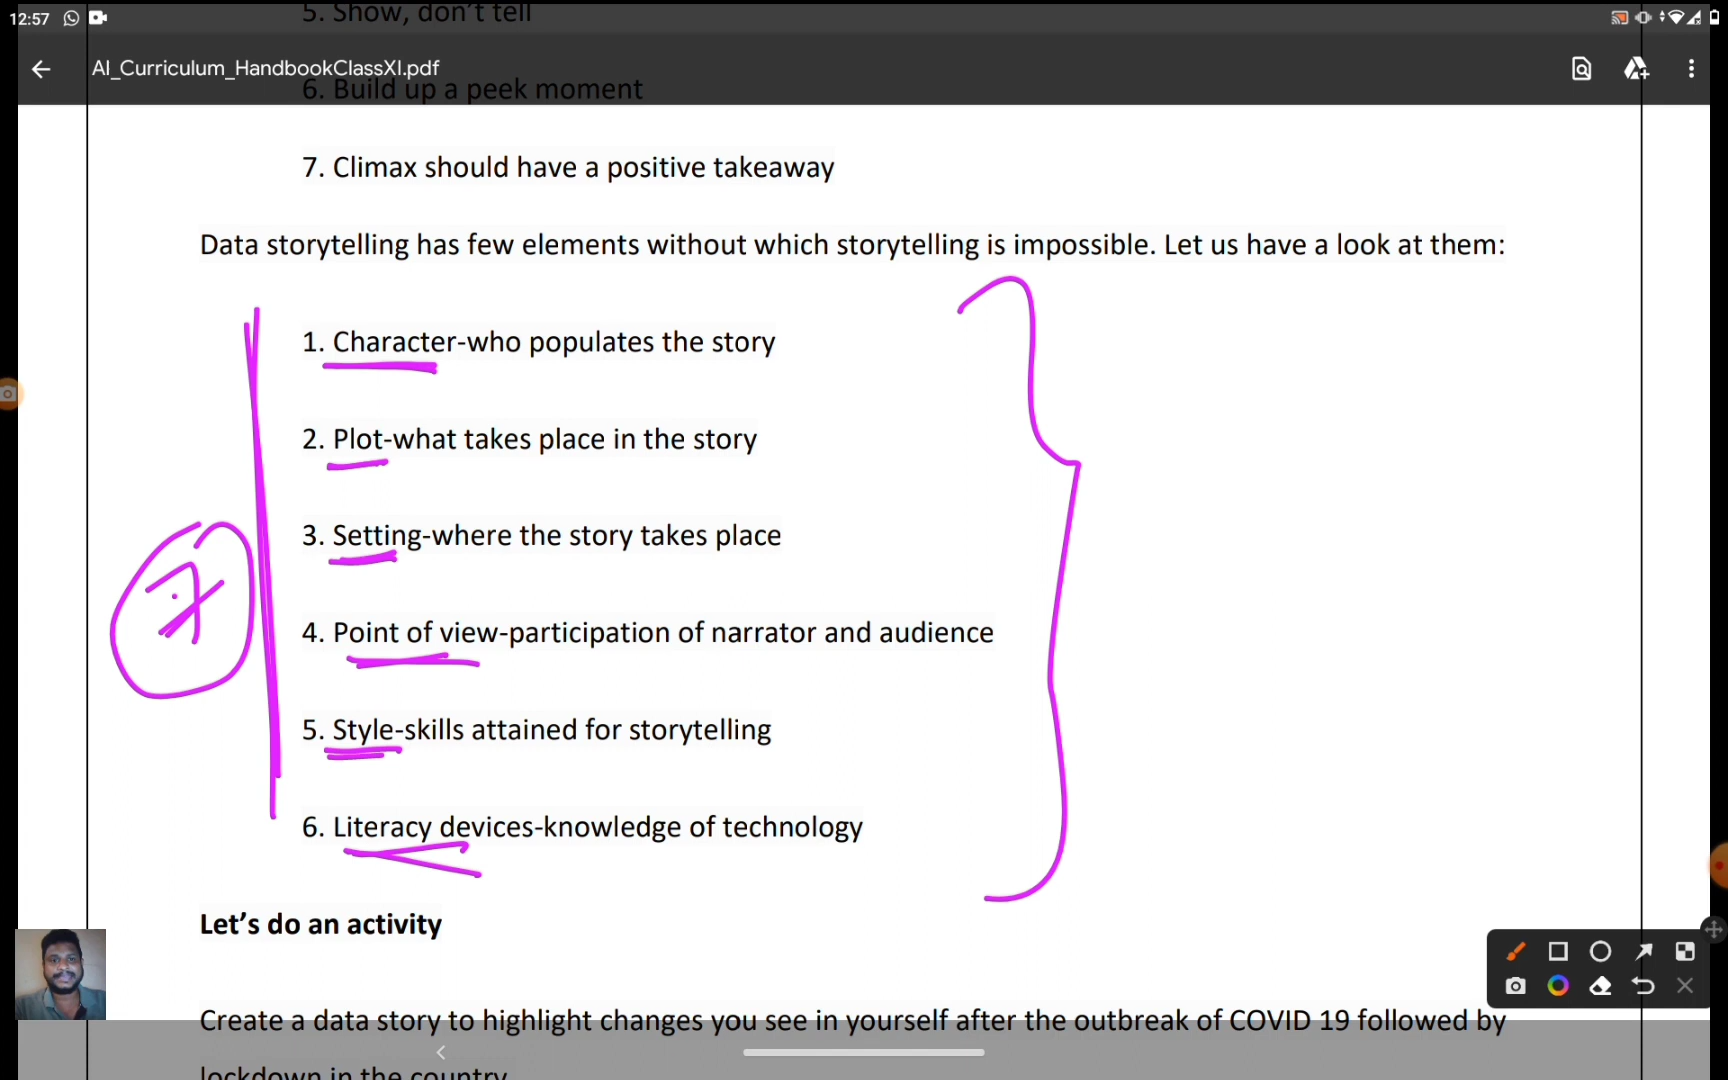 12:57
5. Show, don't tell
AI_Curriculum_HandbookClassXI.pdf
6. Build up a peek moment
7. Climax should have a positive takeaway
Data storytelling has few elements without which storytelling is impossible. Let us have a look at them:
1. Character-who populates the story
2. Plot-what takes place in the story
3. Setting-where the story takes place
4. Point of view-participation of narrator and audience
5. Style-skills attained for storytelling
6. Literacy devices-knowledge of technology
Let’s do an activity
Create a data story to highlight changes you see in yourself after the outbreak of COVID 19 followed by
lockdown in the country